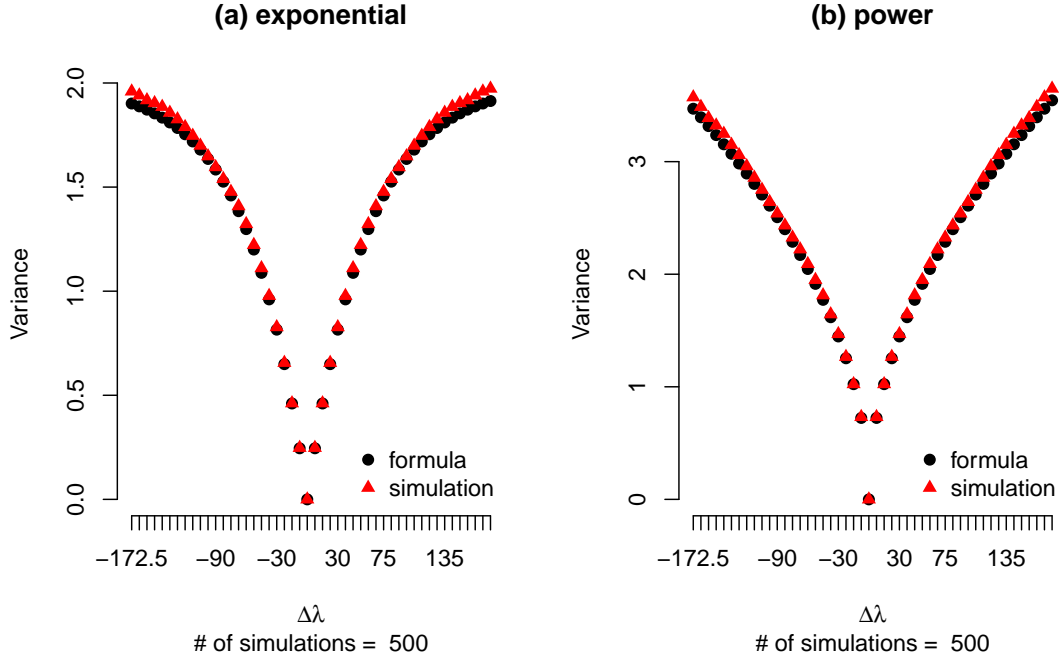 (a) exponential
Variance
2.0
1.5
1.0
0.5
0.0
formula
simulation
−172.5 −90 −30 30 75 135
Δλ
# of simulations = 500
(b) power
Variance
3
2
1
0
formula
simulation
−172.5 −90 −30 30 75 135
Δλ
# of simulations = 500